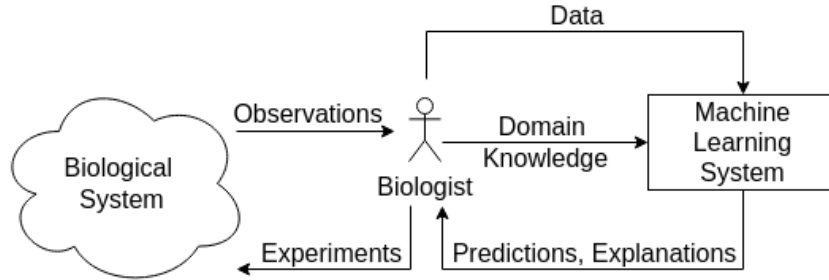 Data
Observations
Biological
System
Biologist
Domain
Knowledge
Machine
Learning
System
Experiments
Predictions, Explanations